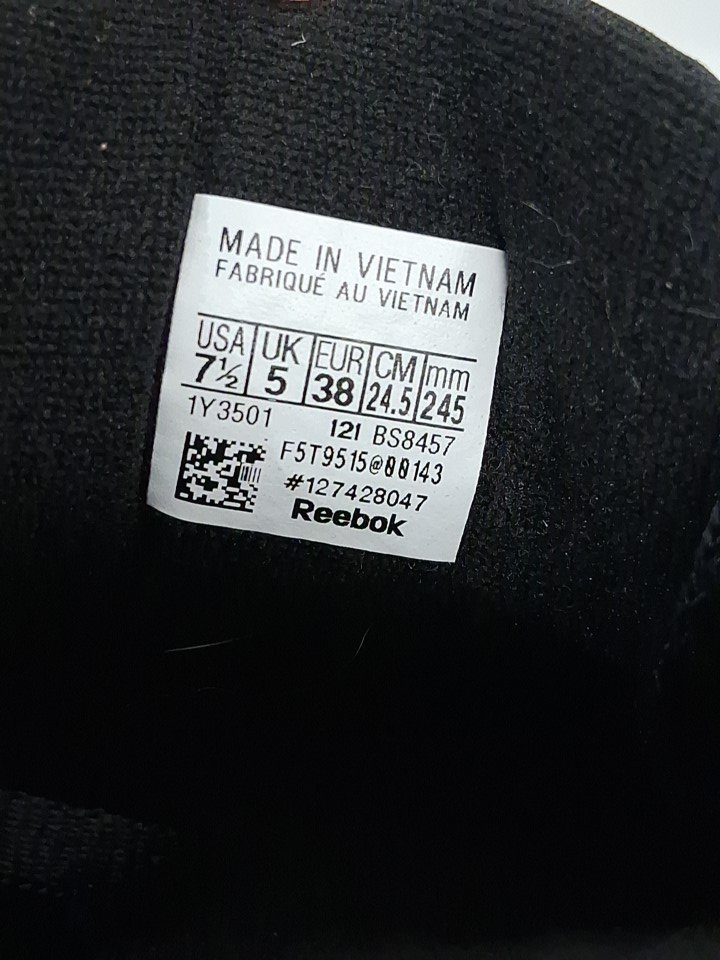 MADE IN VIETNAM
FABRIQUÉ AU VIETNAM
USA UK EUR CM mm
7½ 5 38 24.5 245
1Y3501 12I BS8457
F5T9515@00143
#127428047
Reebok